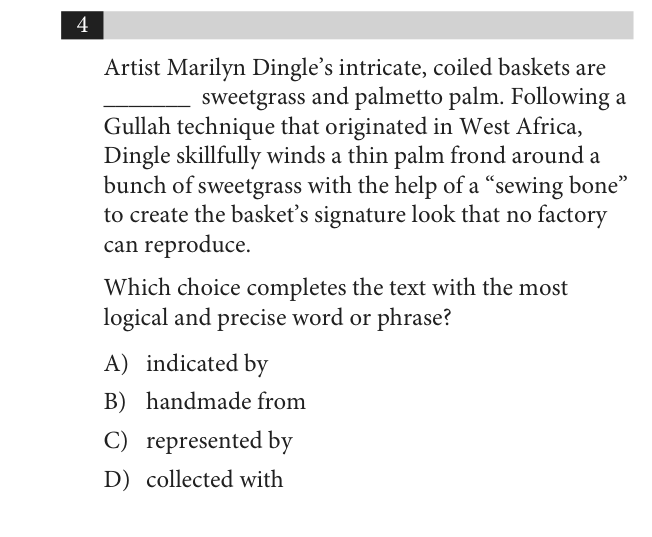 4
Artist Marilyn Dingle’s intricate, coiled baskets are
_______ sweetgrass and palmetto palm. Following a
Gullah technique that originated in West Africa,
Dingle skillfully winds a thin palm frond around a
bunch of sweetgrass with the help of a “sewing bone”
to create the basket’s signature look that no factory
can reproduce.
Which choice completes the text with the most
logical and precise word or phrase?
A) indicated by
B) handmade from
C) represented by
D) collected with